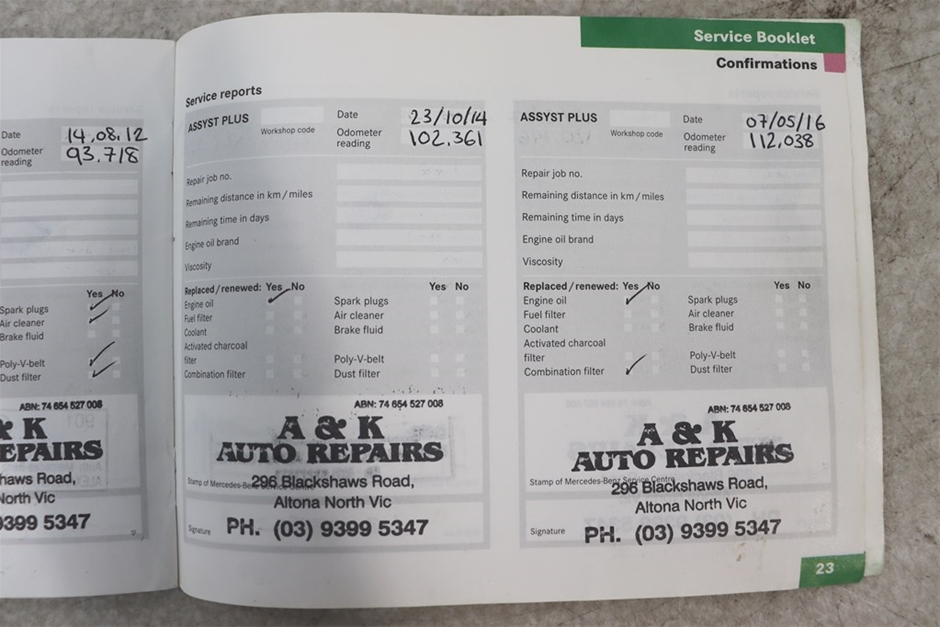 Service Booklet
Confirmations
Date 14.08.12
Odometer reading 93.718
Yes No
Spark plugs
Air cleaner
Brake fluid
Poly-V-belt
Dust filter
& K
REPAIRS
Road,
North Vic
9399 5347
Service reports
ASSYST PLUS
Workshop code
Date 23/10/14
Odometer reading 102.361
Repair job no.
Remaining distance in km/miles
Remaining time in days
Engine oil brand
Viscosity
Replaced/renewed: Yes No
Yes No
Engine oil
Spark plugs
Fuel filter
Air cleaner
Coolant
Brake fluid
Activated charcoal
filter
Poly-V-belt
Combination filter
Dust filter
ABN: 74 654 527 008
A & K
AUTO REPAIRS
Stamp of Mercedes-Benz
296 Blackshaws Road,
Altona North Vic
Signature
PH. (03) 9399 5347
ASSYST PLUS
Workshop code
Date 07/05/16
Odometer reading 112,038
Repair job no.
Remaining distance in km/miles
Remaining time in days
Engine oil brand
Viscosity
Replaced/renewed: Yes No
Yes No
Engine oil
Spark plugs
Fuel filter
Air cleaner
Coolant
Brake fluid
Activated charcoal
filter
Poly-V-belt
Combination filter
Dust filter
ABN: 74 654 527 008
A & K
AUTO REPAIRS
Stamp of Mercedes-Benz Service Centre
296 Blackshaws Road,
Altona North Vic
Signature
PH. (03) 9399 5347
23